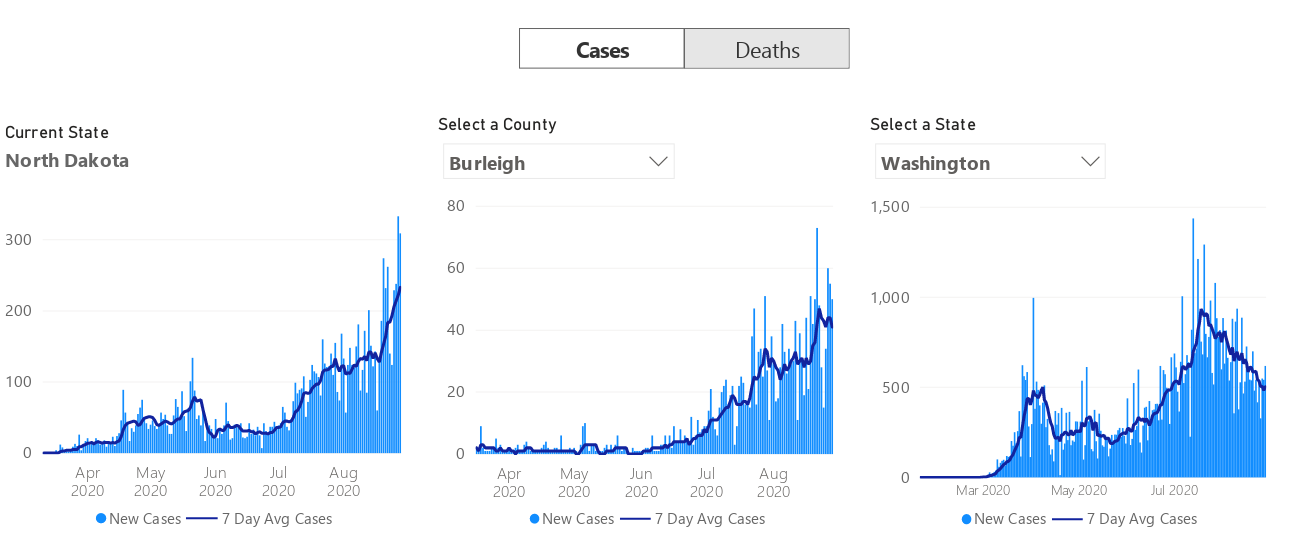 Cases Deaths
Current State
North Dakota
300
200
100
0
Apr 2020
May 2020
Jun 2020
Jul 2020
Aug 2020
New Cases 7 Day Avg Cases
Select a County
Burleigh
80
60
40
20
0
Apr 2020
May 2020
Jun 2020
Jul 2020
Aug 2020
New Cases 7 Day Avg Cases
Select a State
Washington
1,500
1,000
500
0
Mar 2020 May 2020 Jul 2020
New Cases 7 Day Avg Cases